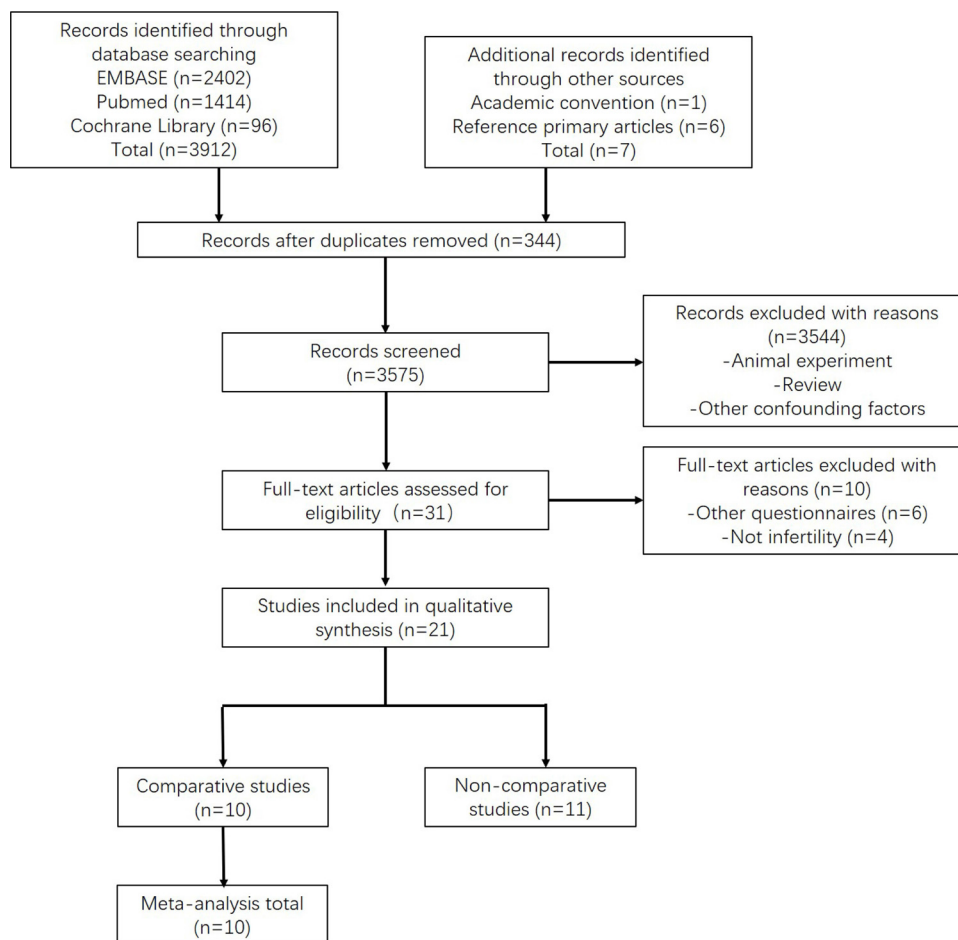 Records identified through
database searching
EMBASE (n=2402)
Pubmed (n=1414)
Cochrane Library (n=96)
Total (n=3912)
Additional records identified
through other sources
Academic convention (n=1)
Reference primary articles (n=6)
Total (n=7)
Records after duplicates removed (n=344)
Records screened
(n=3575)
Records excluded with reasons
(n=3544)
-Animal experiment
-Review
-Other confounding factors
Full-text articles assessed for
eligibility (n=31)
Full-text articles excluded with
reasons (n=10)
-Other questionnaires (n=6)
-Not infertility (n=4)
Studies included in qualitative
synthesis (n=21)
Comparative studies
(n=10)
Non-comparative
studies (n=11)
Meta-analysis total
(n=10)